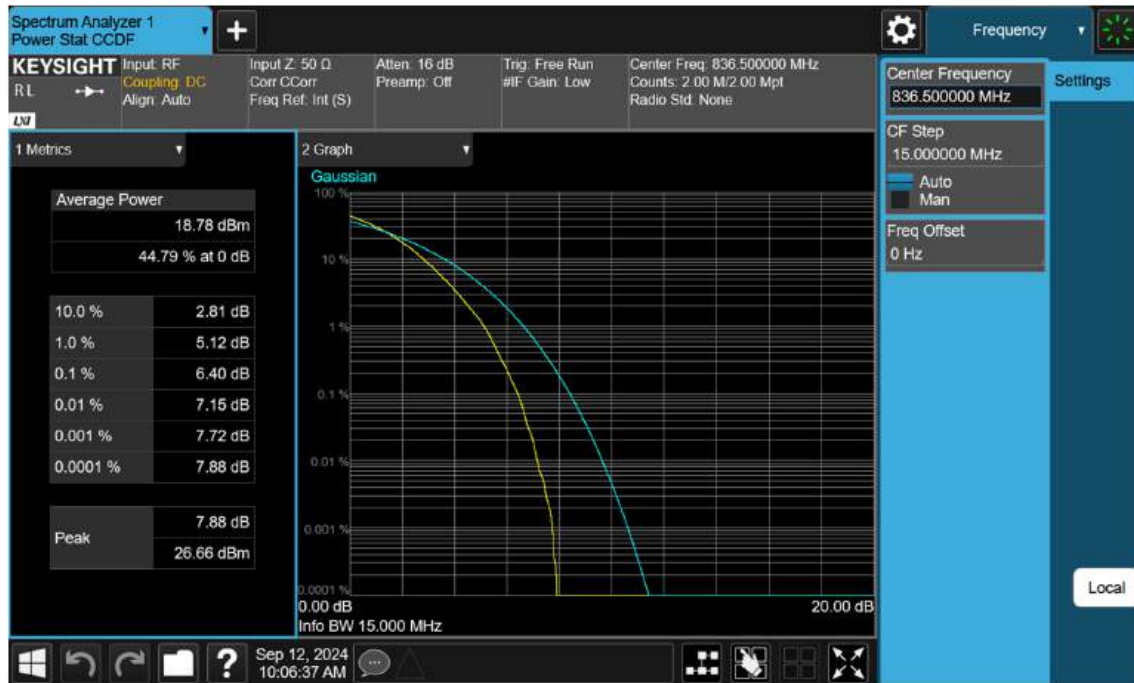 Spectrum Analyzer 1
Power Stat CCDF
+
Frequency
KEYSIGHT
RL
LXI
Input: RF
Coupling: DC
Align: Auto
Input Z: 50 Ω
Corr CCorr
Freq Ref: Int (S)
Atten: 16 dB
Preamp: Off
Trig: Free Run
#IF Gain: Low
Center Freq: 836.500000 MHz
Counts: 2.00 M/2.00 Mpt
Radio Std: None
Center Frequency
836.500000 MHz
Settings
CF Step
15.000000 MHz
Auto
Man
Freq Offset
0 Hz
1 Metrics
Average Power
18.78 dBm
44.79 % at 0 dB
10.0 % 2.81 dB
1.0 % 5.12 dB
0.1 % 6.40 dB
0.01 % 7.15 dB
0.001 % 7.72 dB
0.0001 % 7.88 dB
Peak
7.88 dB
26.66 dBm
2 Graph
Gaussian
100 %
10 %
1 %
0.1 %
0.01 %
0.001 %
0.0001 %
0.00 dB 20.00 dB
Info BW 15.000 MHz
Local
?
Sep 12, 2024
10:06:37 AM